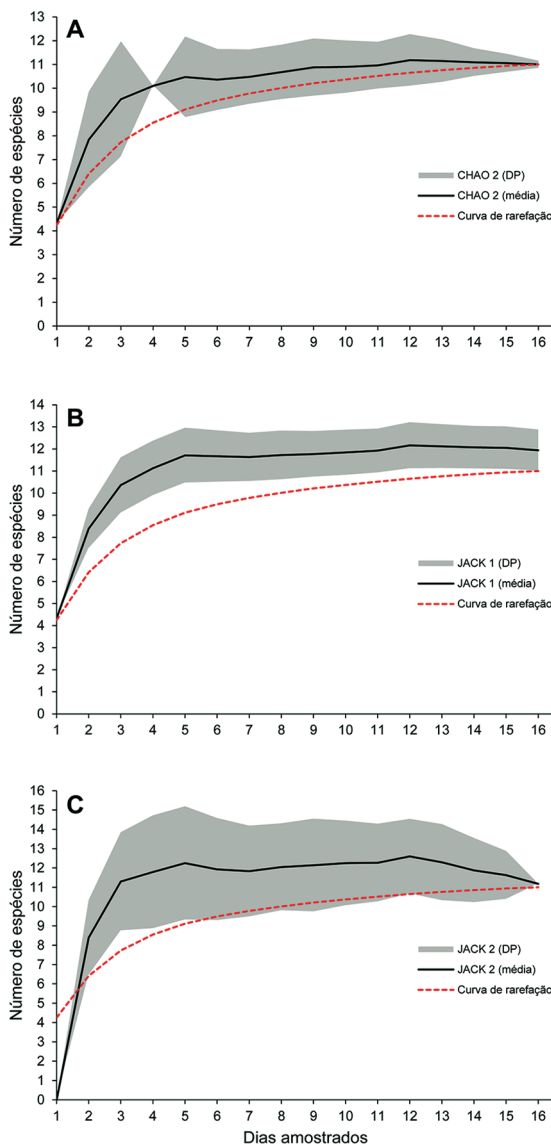 A
Número de espécies
13
12
11
10
9
8
7
6
5
4
3
2
1
0
CHAO 2 (DP)
CHAO 2 (média)
Curva de rarefação
1 2 3 4 5 6 7 8 9 10 11 12 13 14 15 16
B
Número de espécies
14
13
12
11
10
9
8
7
6
5
4
3
2
1
0
JACK 1 (DP)
JACK 1 (média)
Curva de rarefação
1 2 3 4 5 6 7 8 9 10 11 12 13 14 15 16
C
Número de espécies
16
15
14
13
12
11
10
9
8
7
6
5
4
3
2
1
0
JACK 2 (DP)
JACK 2 (média)
Curva de rarefação
1 2 3 4 5 6 7 8 9 10 11 12 13 14 15 16
Dias amostrados